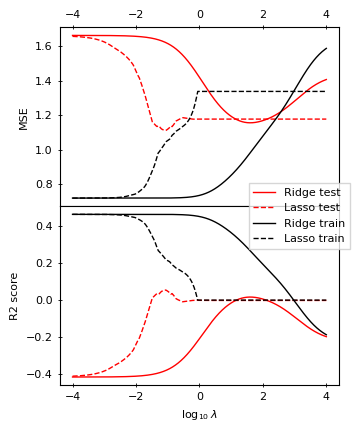 −4 −2 0 2 4
1.6
1.4
1.2
1.0
0.8
MSE
Ridge test
Lasso test
Ridge train
Lasso train
0.4
0.2
0.0
−0.2
−0.4
R2 score
−4 −2 0 2 4
log₁₀ λ